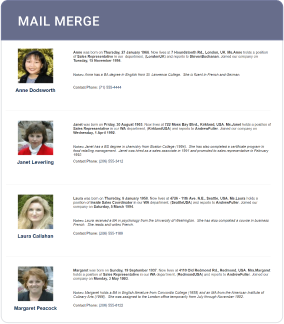 MAIL MERGE
Anne was born on Thursday, 27 January 1966. Now lives at 7 Houndstooth Rd., London, UK. Ms.Anne holds a position
of Sales Representative in our department. (London/UK) and reports to StevenBuchanan. Joined our company on
Tuesday, 15 November 1994.
Notes: Anne has a BA degree in English from St. Lawrence College. She is fluent in French and German.
Anne Dodsworth
Contact Phone: (71) 555-4444
Janet was born on Friday, 30 August 1963. Now lives at 722 Moss Bay Blvd., Kirkland, USA. Ms.Janet holds a position of
Sales Representative in our WA department. (Kirkland/USA) and reports to AndrewFuller. Joined our company on
Wednesday, 1 April 1992.
Notes: Janet has a BS degree in chemistry from Boston College (1984). She has also completed a certificate program in
food retailing management. Janet was hired as a sales associate in 1991 and promoted to sales representative in February
1992.
Janet Leverling
Contact Phone: (206) 555-3412
Laura was born on Thursday, 9 January 1958. Now lives at 4726 - 11th Ave. N.E., Seattle, USA. Ms.Laura holds a
position of Inside Sales Coordinator in our WA department. (Seattle/USA) and reports to AndrewFuller. Joined our
company on Saturday, 5 March 1994.
Notes: Laura received a BA in psychology from the University of Washington. She has also completed a course in business
French. She reads and writes French.
Laura Callahan
Contact Phone: (206) 555-1189
Margaret was born on Sunday, 19 September 1937. Now lives at 4110 Old Redmond Rd., Redmond, USA. Mrs.Margaret
holds a position of Sales Representative in our WA department. (Redmond/USA) and reports to AndrewFuller. Joined our
company on Monday, 3 May 1993.
Notes: Margaret holds a BA in English literature from Concordia College (1958) and an MA from the American Institute of
Culinary Arts (1966). She was assigned to the London office temporarily from July through November 1992.
Margaret Peacock
Contact Phone: (206) 555-8122